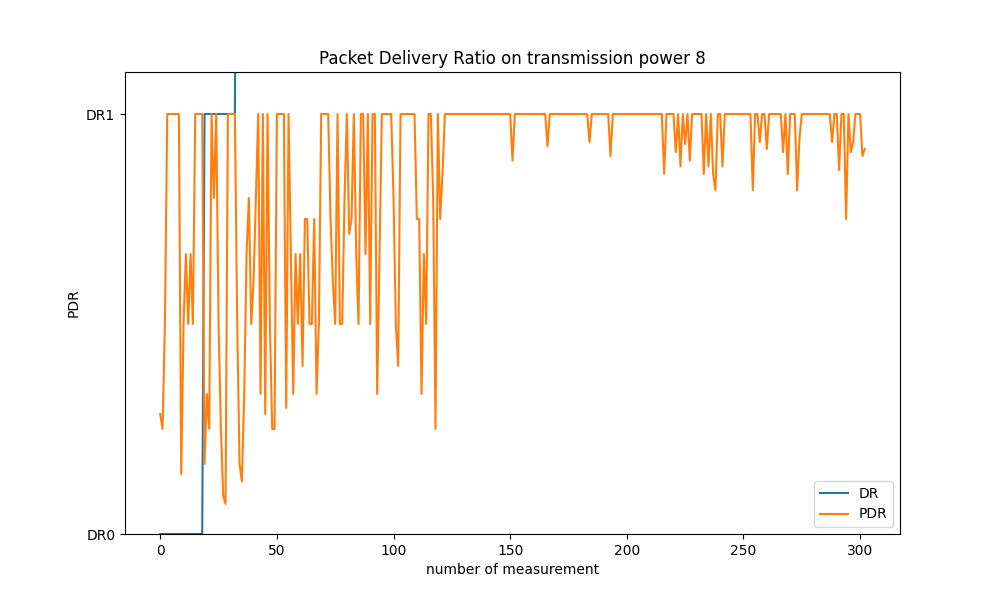 Packet Delivery Ratio on transmission power 8
DR1
PDR
DR0
0 50 100 150 200 250 300
number of measurement
DR
PDR